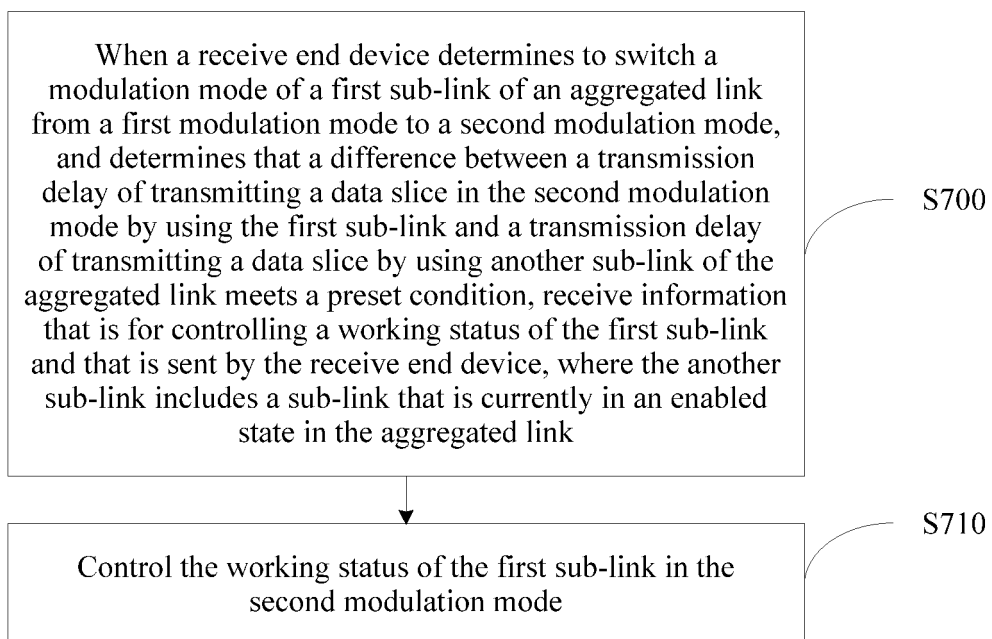 When a receive end device determines to switch a
modulation mode of a first sub-link of an aggregated link
from a first modulation mode to a second modulation mode,
and determines that a difference between a transmission
delay of transmitting a data slice in the second modulation
mode by using the first sub-link and a transmission delay
of transmitting a data slice by using another sub-link of the
aggregated link meets a preset condition, receive information
that is for controlling a working status of the first sub-link
and that is sent by the receive end device, where the another
sub-link includes a sub-link that is currently in an enabled
state in the aggregated link
S700
Control the working status of the first sub-link in the
second modulation mode
S710